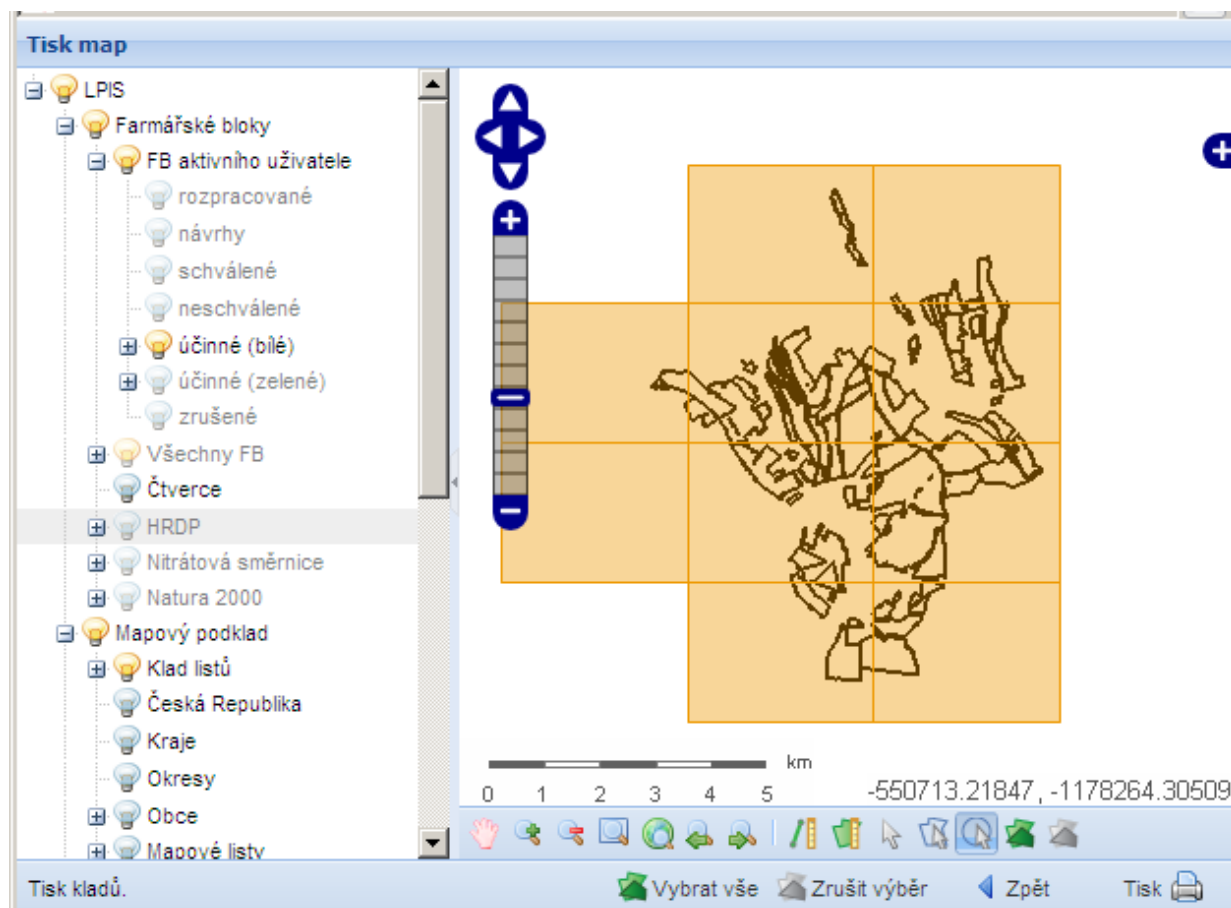 Tisk map
LPIS
Farmářské bloky
FB aktivního uživatele
rozpracované
návrhy
schválené
neschválené
účinné (bílé)
účinné (zelené)
zrušené
Všechny FB
Čtverce
HRDP
Nitrátová směrnice
Natura 2000
Mapový podklad
Klad listů
Česká Republika
Kraje
Okresy
Obce
Mapové listy
km
0 1 2 3 4 5
-550713.21847, -1178264.30509
Tisk kladů.
Vybrat vše
Zrušit výběr
Zpět
Tisk